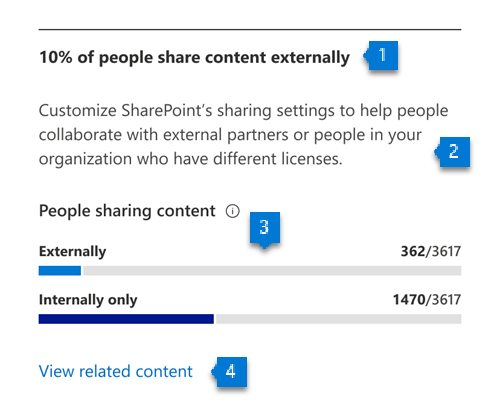 10% of people share content externally 1
Customize SharePoint’s sharing settings to help people
collaborate with external partners or people in your
organization who have different licenses. 2
People sharing content 3
Externally 362/3617
Internally only 1470/3617
View related content 4